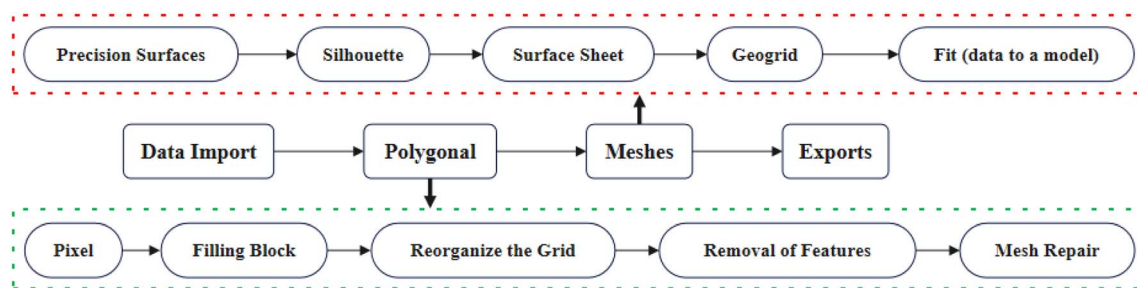 Precision Surfaces
Silhouette
Surface Sheet
Geogrid
Fit (data to a model)
Data Import
Polygonal
Meshes
Exports
Pixel
Filling Block
Reorganize the Grid
Removal of Features
Mesh Repair